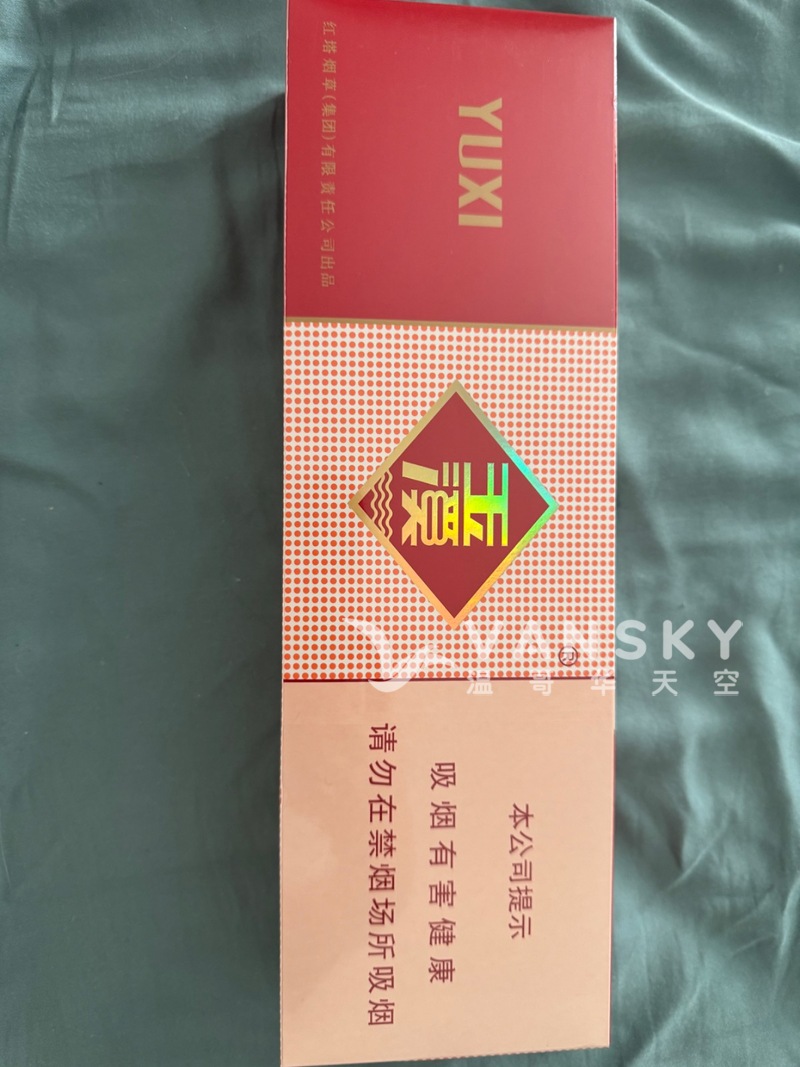 YUXI
红塔烟草(集团)有限责任公司出品
玉溪
®
本公司提示
吸烟有害健康
请勿在禁烟场所吸烟
VANSKY
温哥华天空